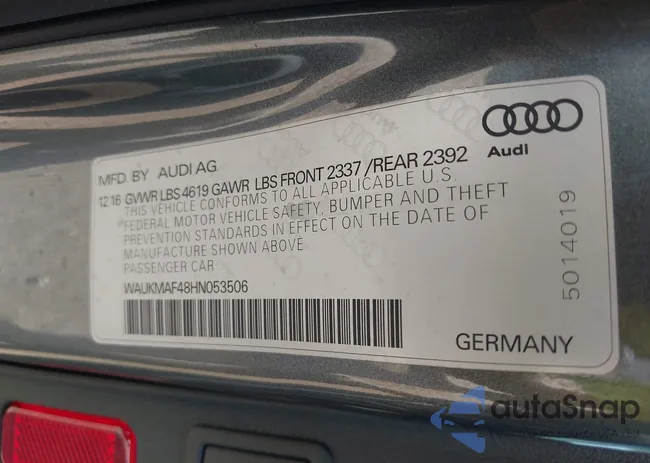 MFD. BY AUDI AG
12 16 GVWR LBS 4619 GAWR LBS FRONT 2337 /REAR 2392
THIS VEHICLE CONFORMS TO ALL APPLICABLE U.S.
FEDERAL MOTOR VEHICLE SAFETY, BUMPER AND THEFT
PREVENTION STANDARDS IN EFFECT ON THE DATE OF
MANUFACTURE SHOWN ABOVE
PASSENGER CAR
WAUKMAF48HN053506
Audi
5014019
GERMANY
autaSnap